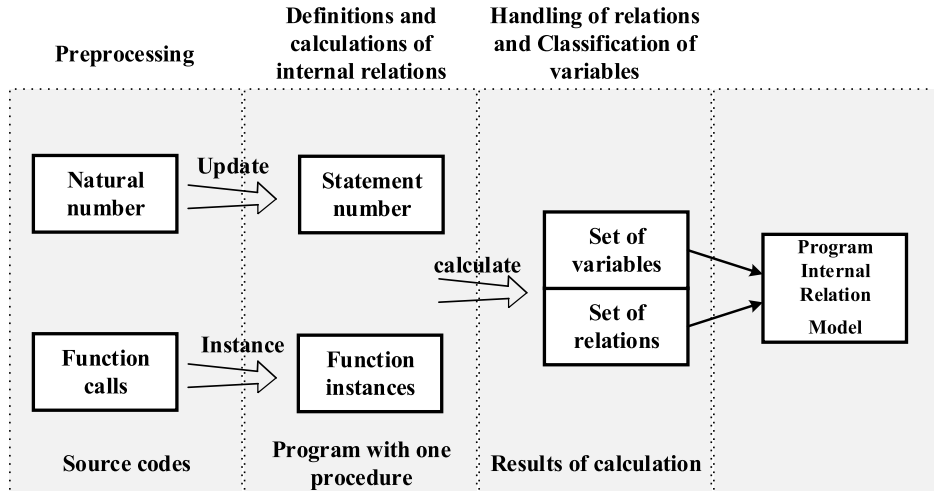 Preprocessing
Definitions and
calculations of
internal relations
Handling of relations
and Classification of
variables
Natural
number
Update
Statement
number
calculate
Set of
variables
Set of
relations
Program
Internal
Relation
Model
Function
calls
Instance
Function
instances
Source codes
Program with one
procedure
Results of calculation